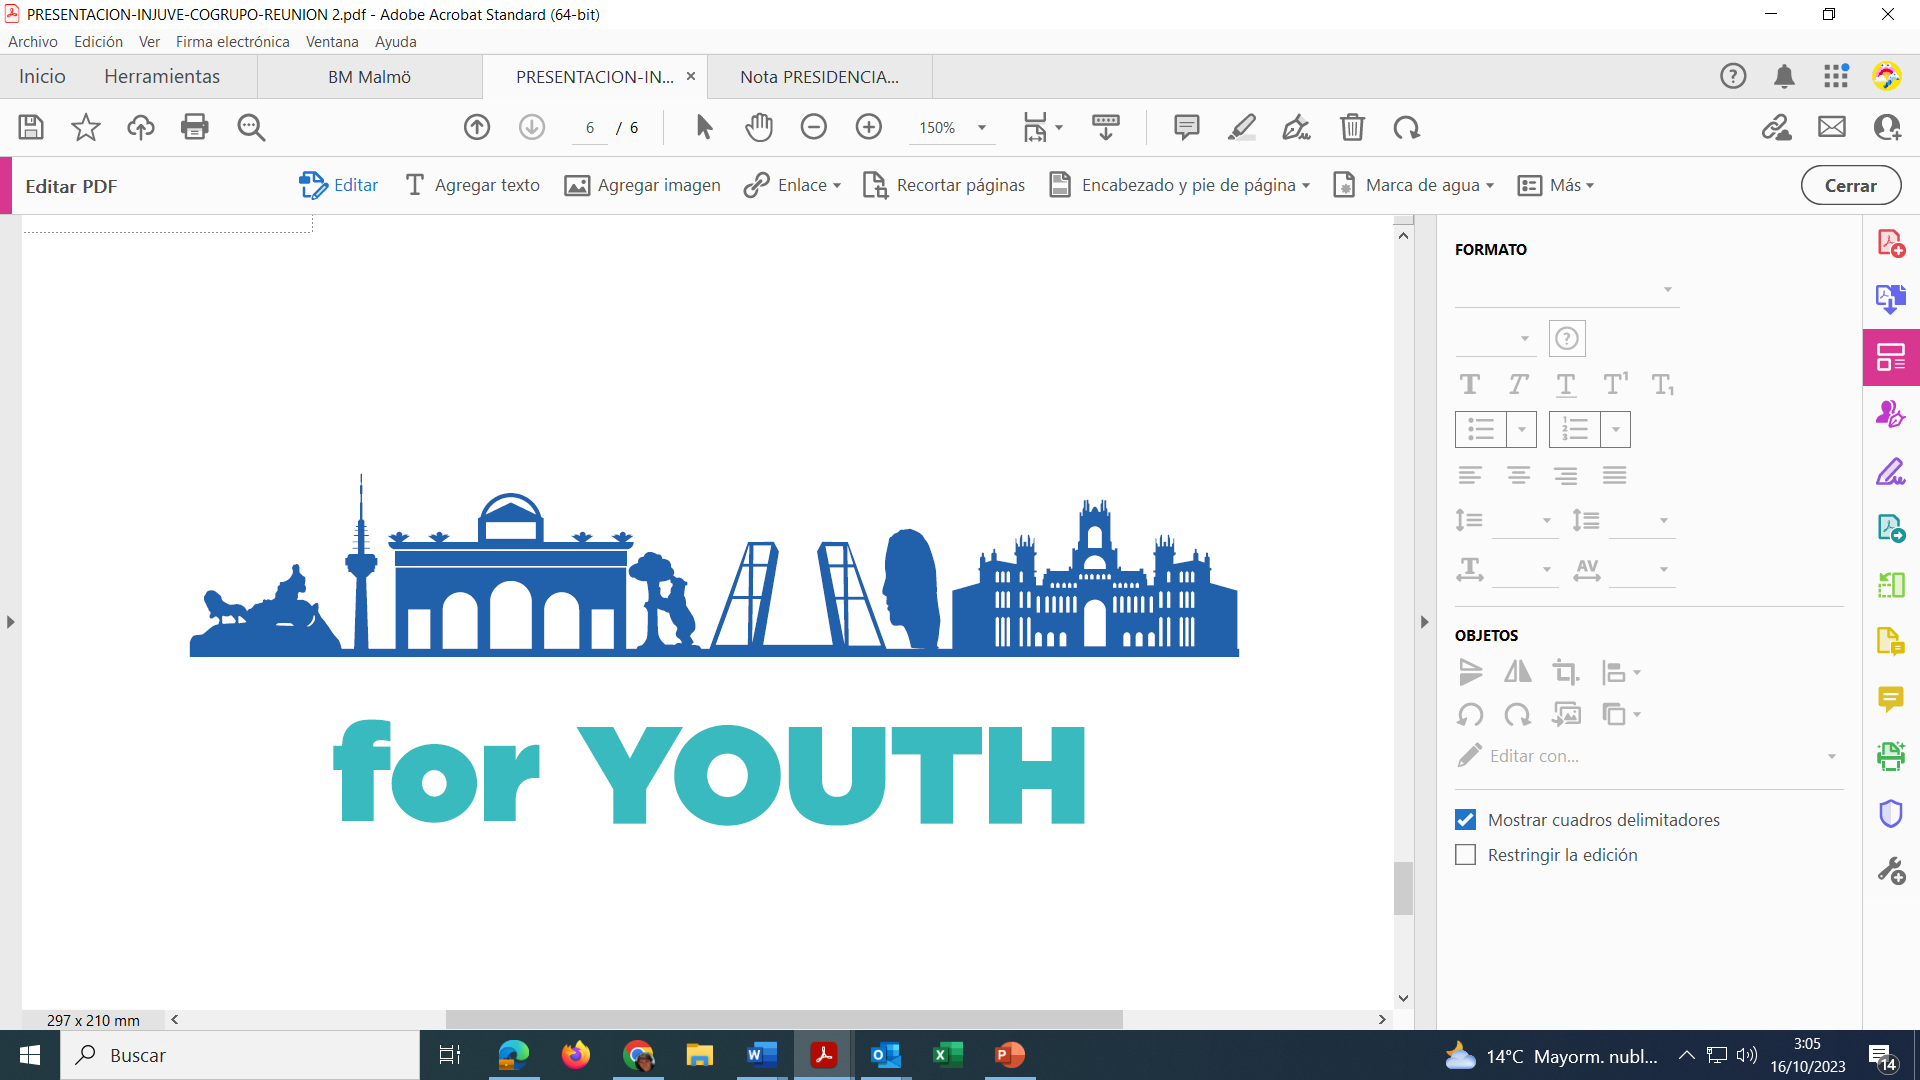 PRESENTACION-INJUVE-COGRUPO-REUNION 2.pdf - Adobe Acrobat Standard (64-bit)
Archivo Edición Ver Firma electrónica Ventana Ayuda
Inicio Herramientas BM Malmö PRESENTACION-IN... × Nota PRESIDENCIA...
6 / 6 150%
Editar PDF Editar Agregar texto Agregar imagen Enlace Recortar páginas Encabezado y pie de página Marca de agua Más Cerrar
FORMATO
OBJETOS
Editar con...
Mostrar cuadros delimitadores
Restringir la edición
for YOUTH
297 x 210 mm
Buscar
14°C Mayorm. nubl...
3:05
16/10/2023
14